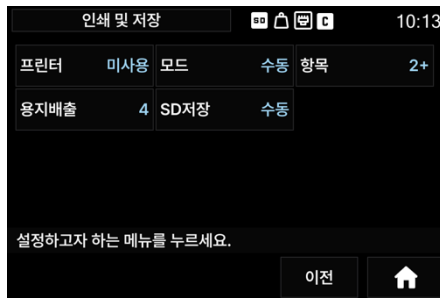 인쇄 및 저장 SD C 10:13
프린터 미사용 모드 수동 항목 2+
용지배출 4 SD저장 수동
설정하고자 하는 메뉴를 누르세요.
이전